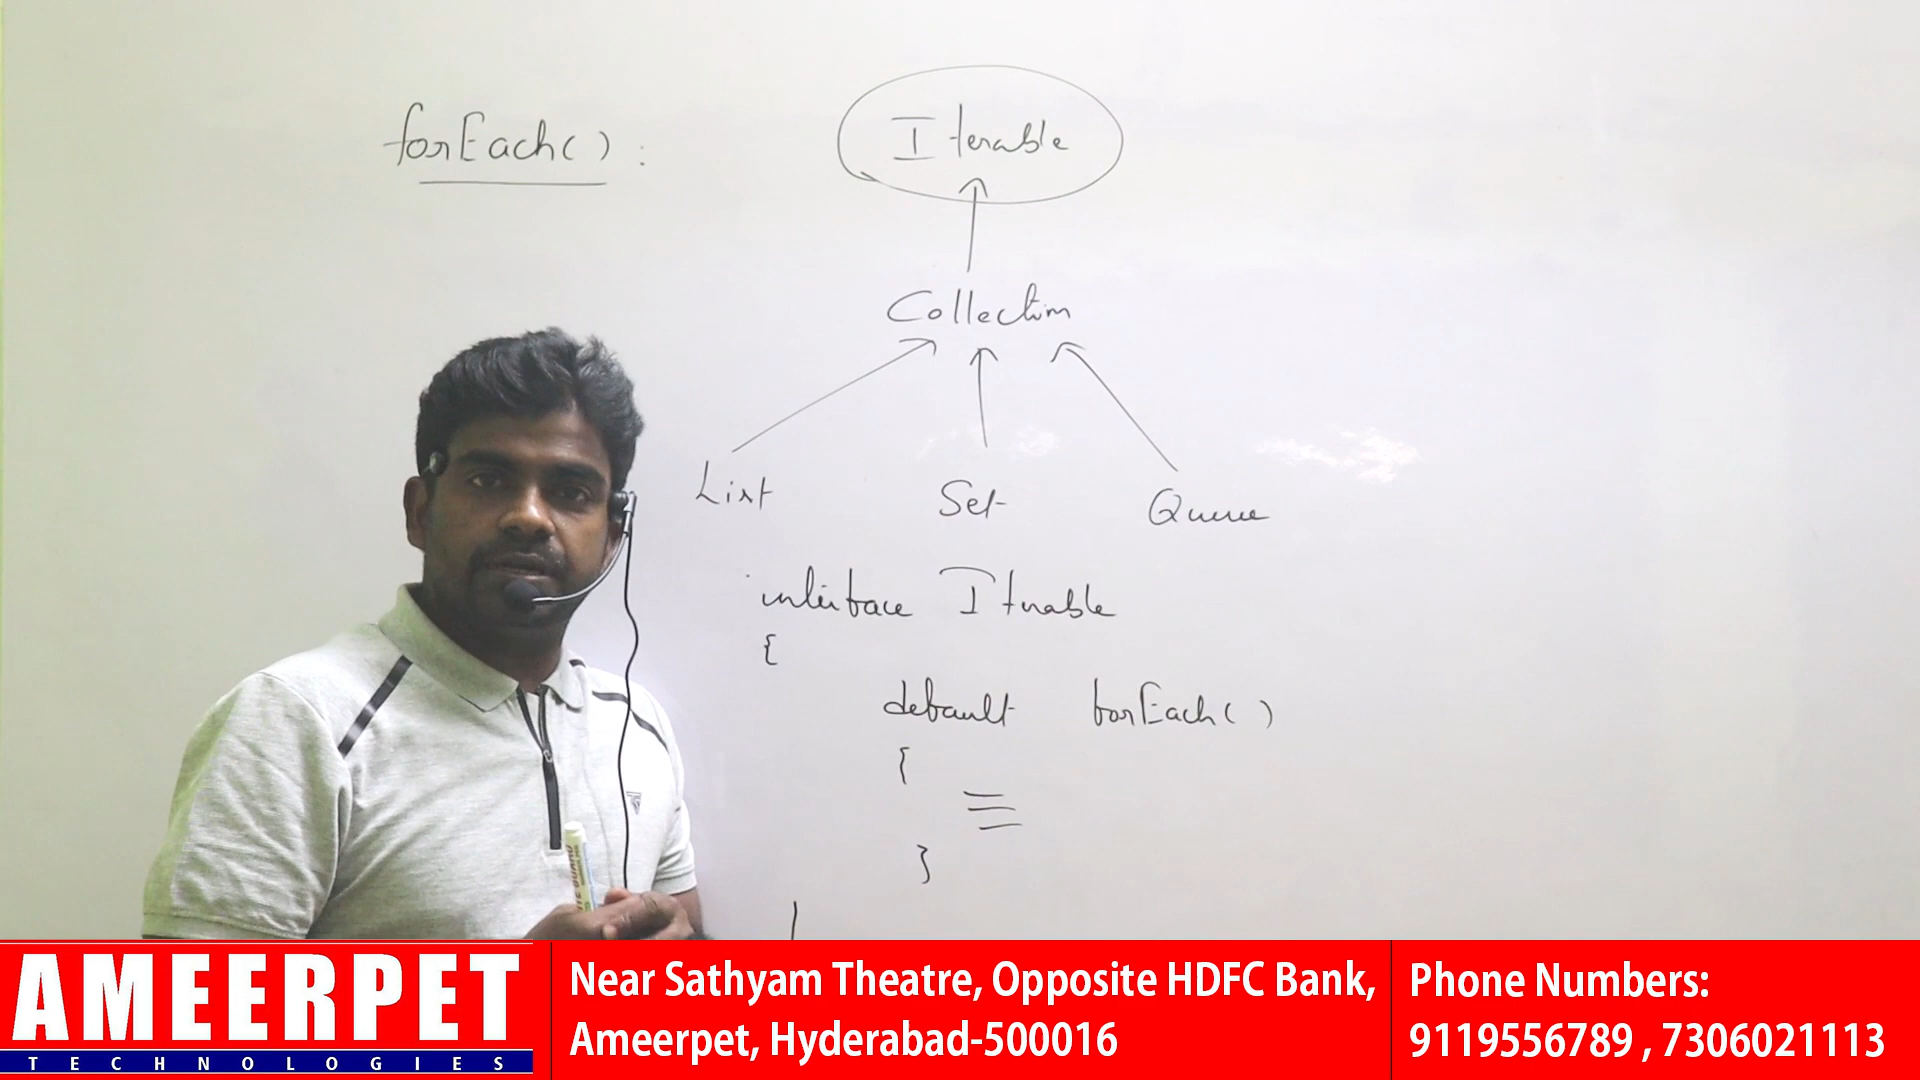 forEach() :
Iterable
Collection
List
Set
Queue
interface Iterable
{
default forEach()
{
}
AMEERPET
TECHNOLOGIES
Near Sathyam Theatre, Opposite HDFC Bank,
Ameerpet, Hyderabad-500016
Phone Numbers:
9119556789 , 7306021113